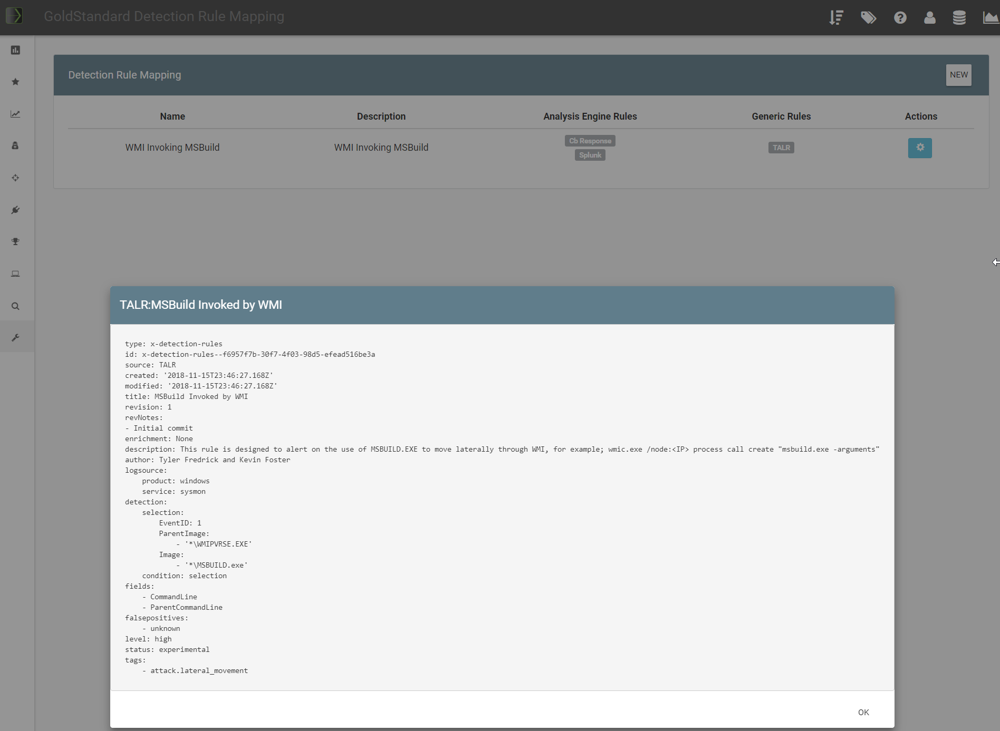 GoldStandard Detection Rule Mapping
Detection Rule Mapping
NEW
Name Description Analysis Engine Rules Generic Rules Actions
WMI Invoking MSBuild WMI Invoking MSBuild Cb Response TALR
Splunk
TALR:MSBuild Invoked by WMI
type: x-detection-rules
id: x-detection-rules--f6957f7b-30f7-4f03-98d5-efead516be3a
source: TALR
created: '2018-11-15T23:46:27.168Z'
modified: '2018-11-15T23:46:27.168Z'
title: MSBuild Invoked by WMI
revision: 1
revNotes:
- Initial commit
enrichment: None
description: This rule is designed to alert on the use of MSBUILD.EXE to move laterally through WMI, for example; wmic.exe /node:<IP> process call create "msbuild.exe -arguments"
author: Tyler Fredrick and Kevin Foster
logsource:
    product: windows
    service: sysmon
detection:
    selection:
        EventID: 1
        ParentImage:
            - '*\WMIPVRSE.EXE'
        Image:
            - '*\MSBUILD.exe'
    condition: selection
fields:
    - CommandLine
    - ParentCommandLine
falsepositives:
    - unknown
level: high
status: experimental
tags:
    - attack.lateral_movement
OK